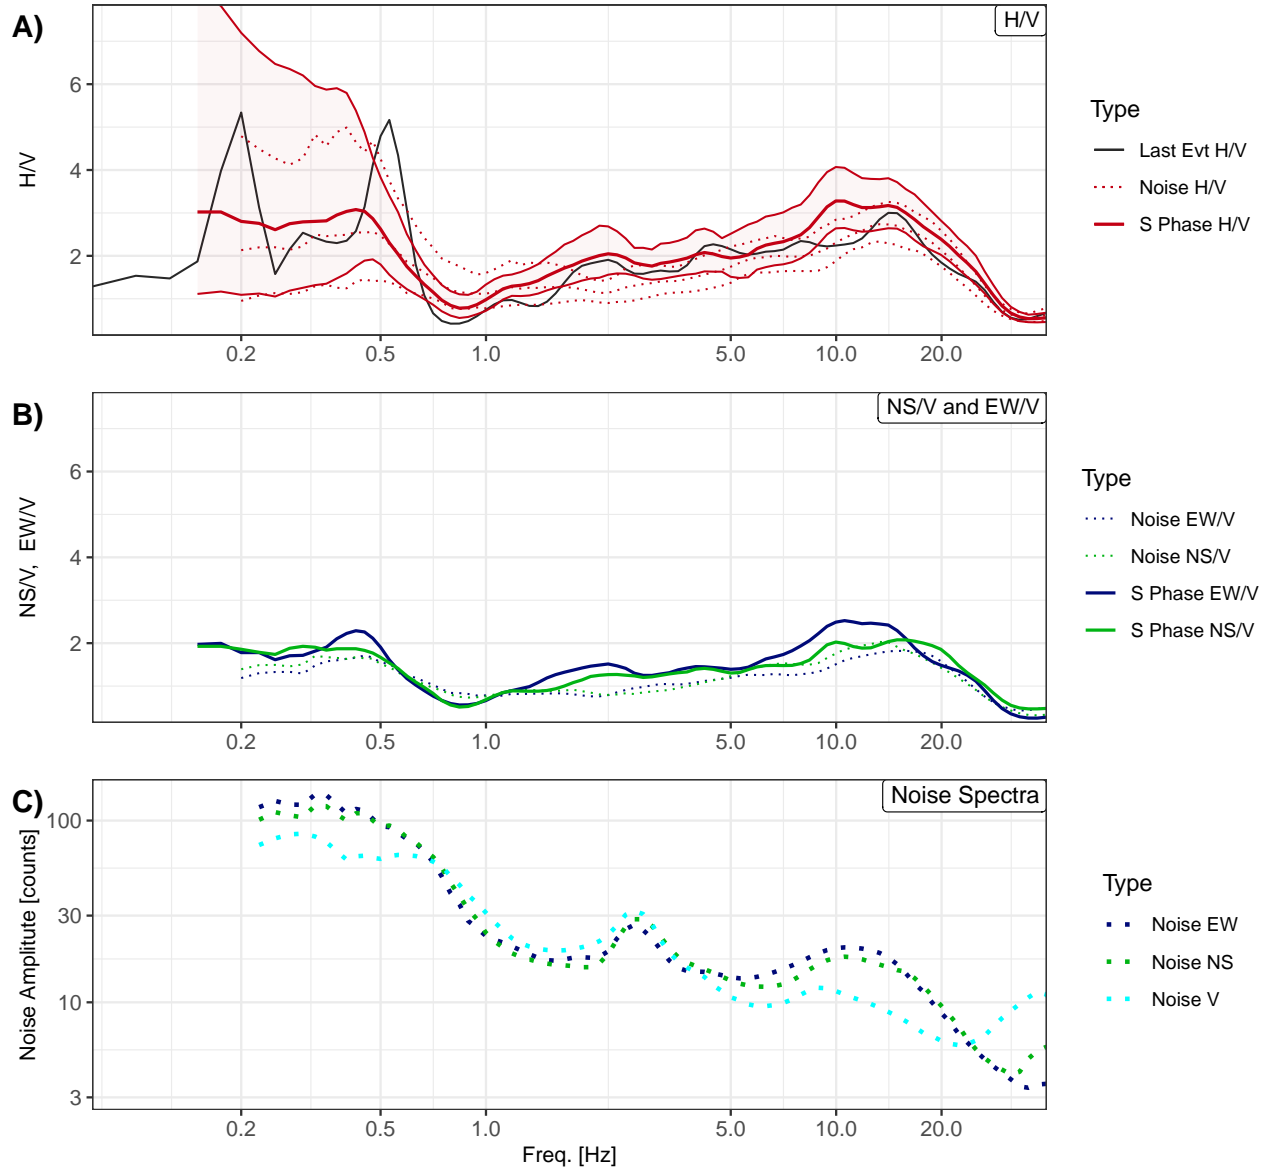 A)
H/V
6
4
2
H/V
0.2 0.5 1.0 5.0 10.0 20.0
Type
Last Evt H/V
Noise H/V
S Phase H/V
B)
NS/V and EW/V
6
4
2
NS/V,  EW/V
0.2 0.5 1.0 5.0 10.0 20.0
Type
Noise EW/V
Noise NS/V
S Phase EW/V
S Phase NS/V
C)
Noise Spectra
100
30
10
3
Noise Amplitute [counts]
0.2 0.5 1.0 5.0 10.0 20.0
Freq. [Hz]
Type
Noise EW
Noise NS
Noise V